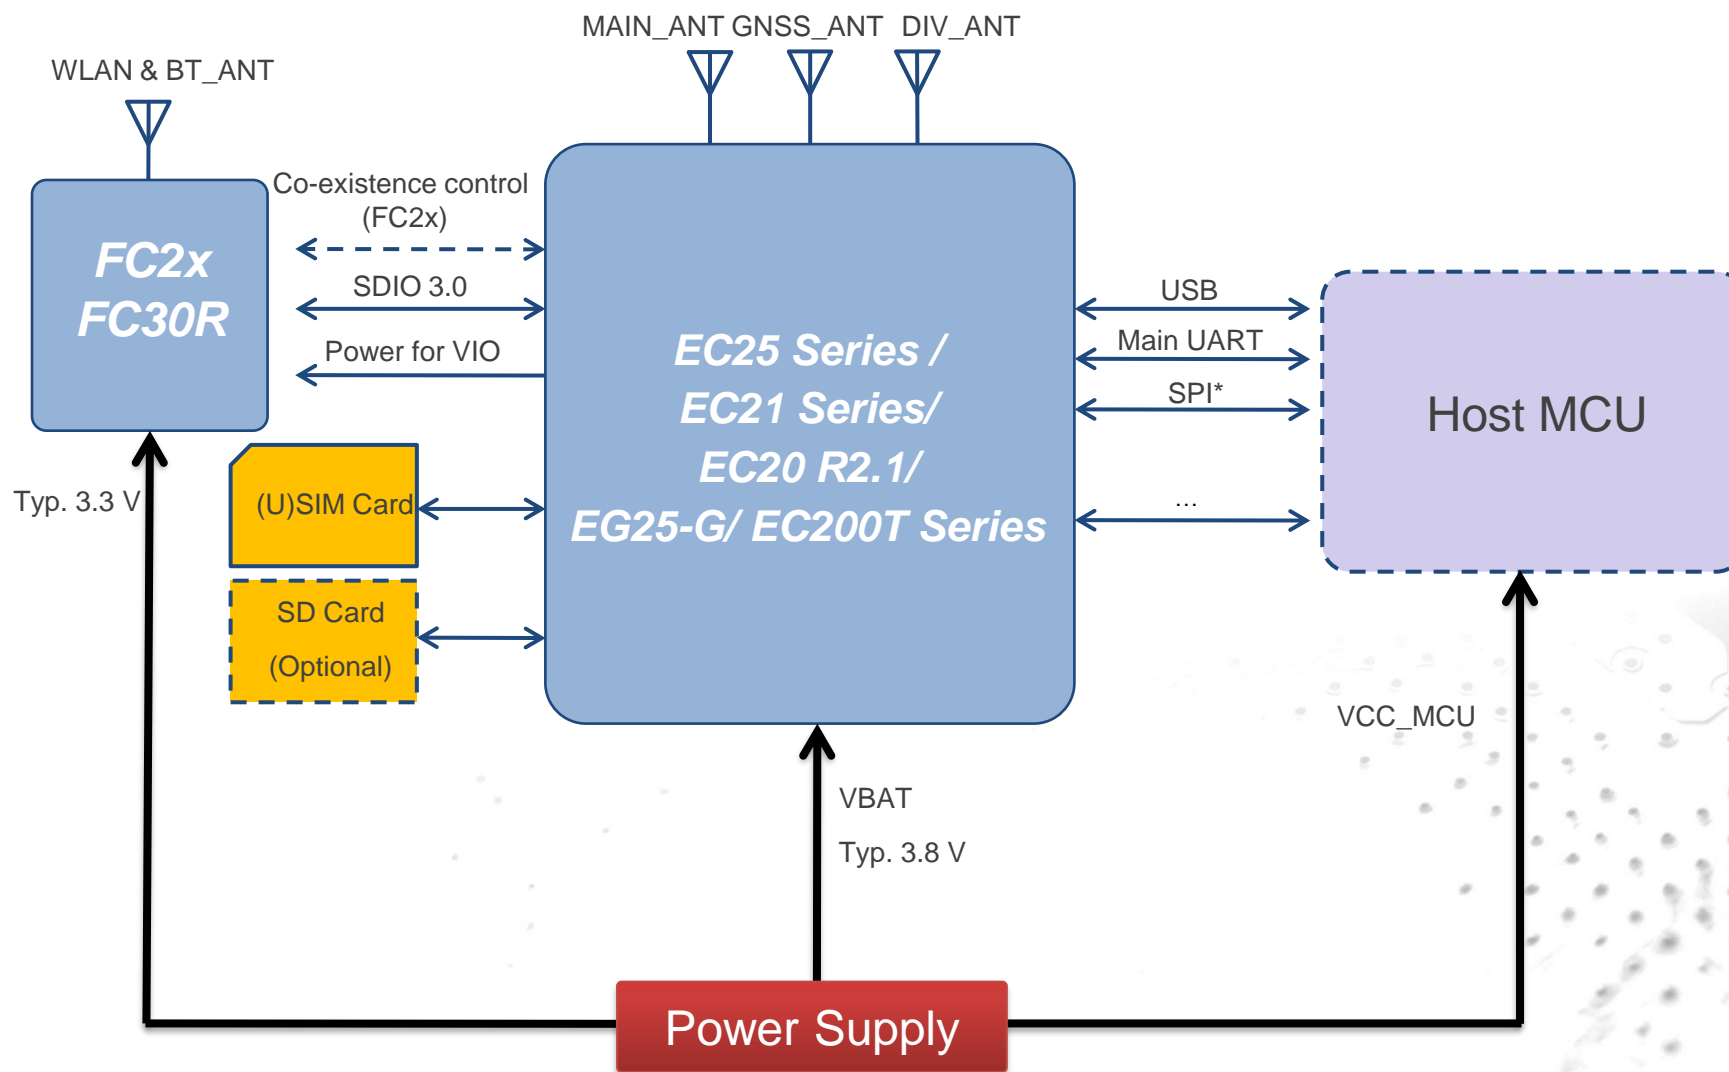 MAIN_ANT GNSS_ANT DIV_ANT
WLAN & BT_ANT
Co-existence control
(FC2x)
FC2x
FC30R
SDIO 3.0
Power for VIO
EC25 Series /
EC21 Series/
EC20 R2.1/
EG25-G/ EC200T Series
USB
Main UART
SPI*
...
Host MCU
Typ. 3.3 V
(U)SIM Card
SD Card
(Optional)
VCC_MCU
VBAT
Typ. 3.8 V
Power Supply